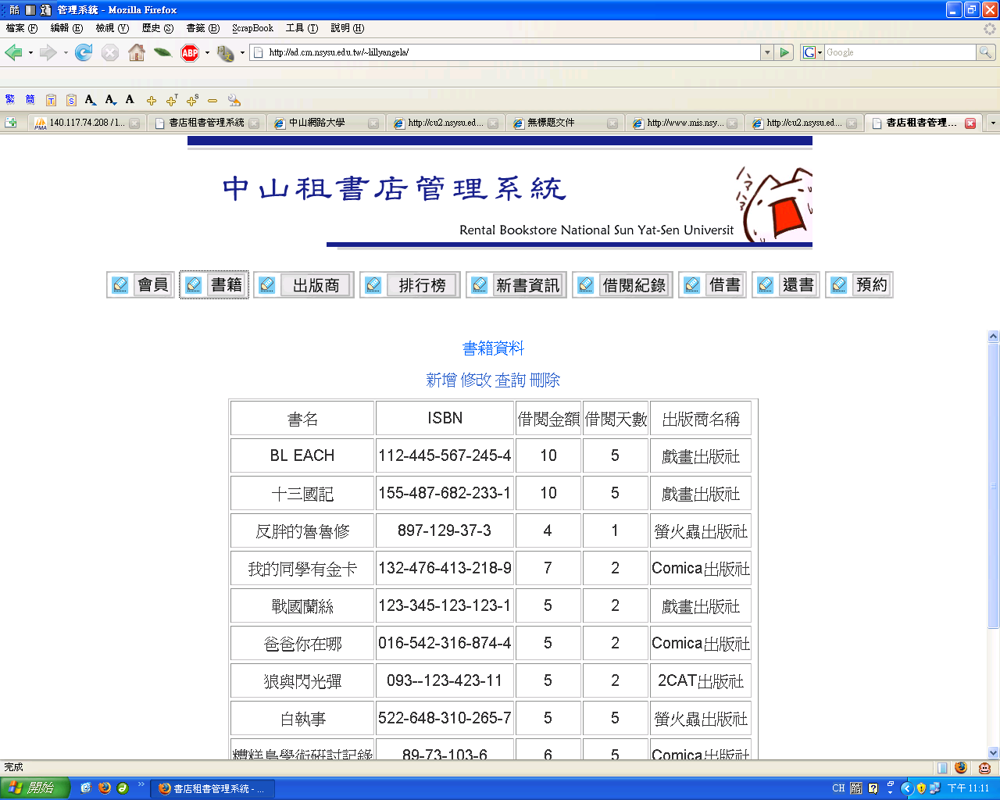 酷 管理系統 - Mozilla Firefox
檔案 (F) 編輯 (E) 檢視 (V) 歷史 (S) 書籤 (B) ScrapBook 工具 (T) 說明 (H)
ABP http://ad.cm.nsysu.edu.tw/~lillyangela/ G Google
繁 簡 T S A A A T S
PMA 140.117.74.208 / l... 書店租書管理系統 中山網路大學 http://cu2.nsysu.ed... 無標題文件 http://www.mis.nsy... http://cu2.nsysu.ed... 書店租書管理...
中山租書店管理系統
Rental Bookstore National Sun Yat-Sen Universit
會員 書籍 出版商 排行榜 新書資訊 借閱紀錄 借書 還書 預約
書籍資料
新增 修改 查詢 刪除
書名 ISBN 借閱金額 借閱天數 出版商名稱
BL EACH 112-445-567-245-4 10 5 戲畫出版社
十三國記 155-487-682-233-1 10 5 戲畫出版社
反胖的魯魯修 897-129-37-3 4 1 螢火蟲出版社
我的同學有金卡 132-476-413-218-9 7 2 Comica出版社
戰國蘭絲 123-345-123-123-1 5 2 戲畫出版社
爸爸你在哪 016-542-316-874-4 5 2 Comica出版社
狼與閃光彈 093--123-423-11 5 2 2CAT出版社
白執事 522-648-310-265-7 5 5 螢火蟲出版社
糟糕島學術研討記錄 89-73-103-6 6 5 Comica出版社
完成
開始 書店租書管理系統 - ... CH 酷 下午 11:11